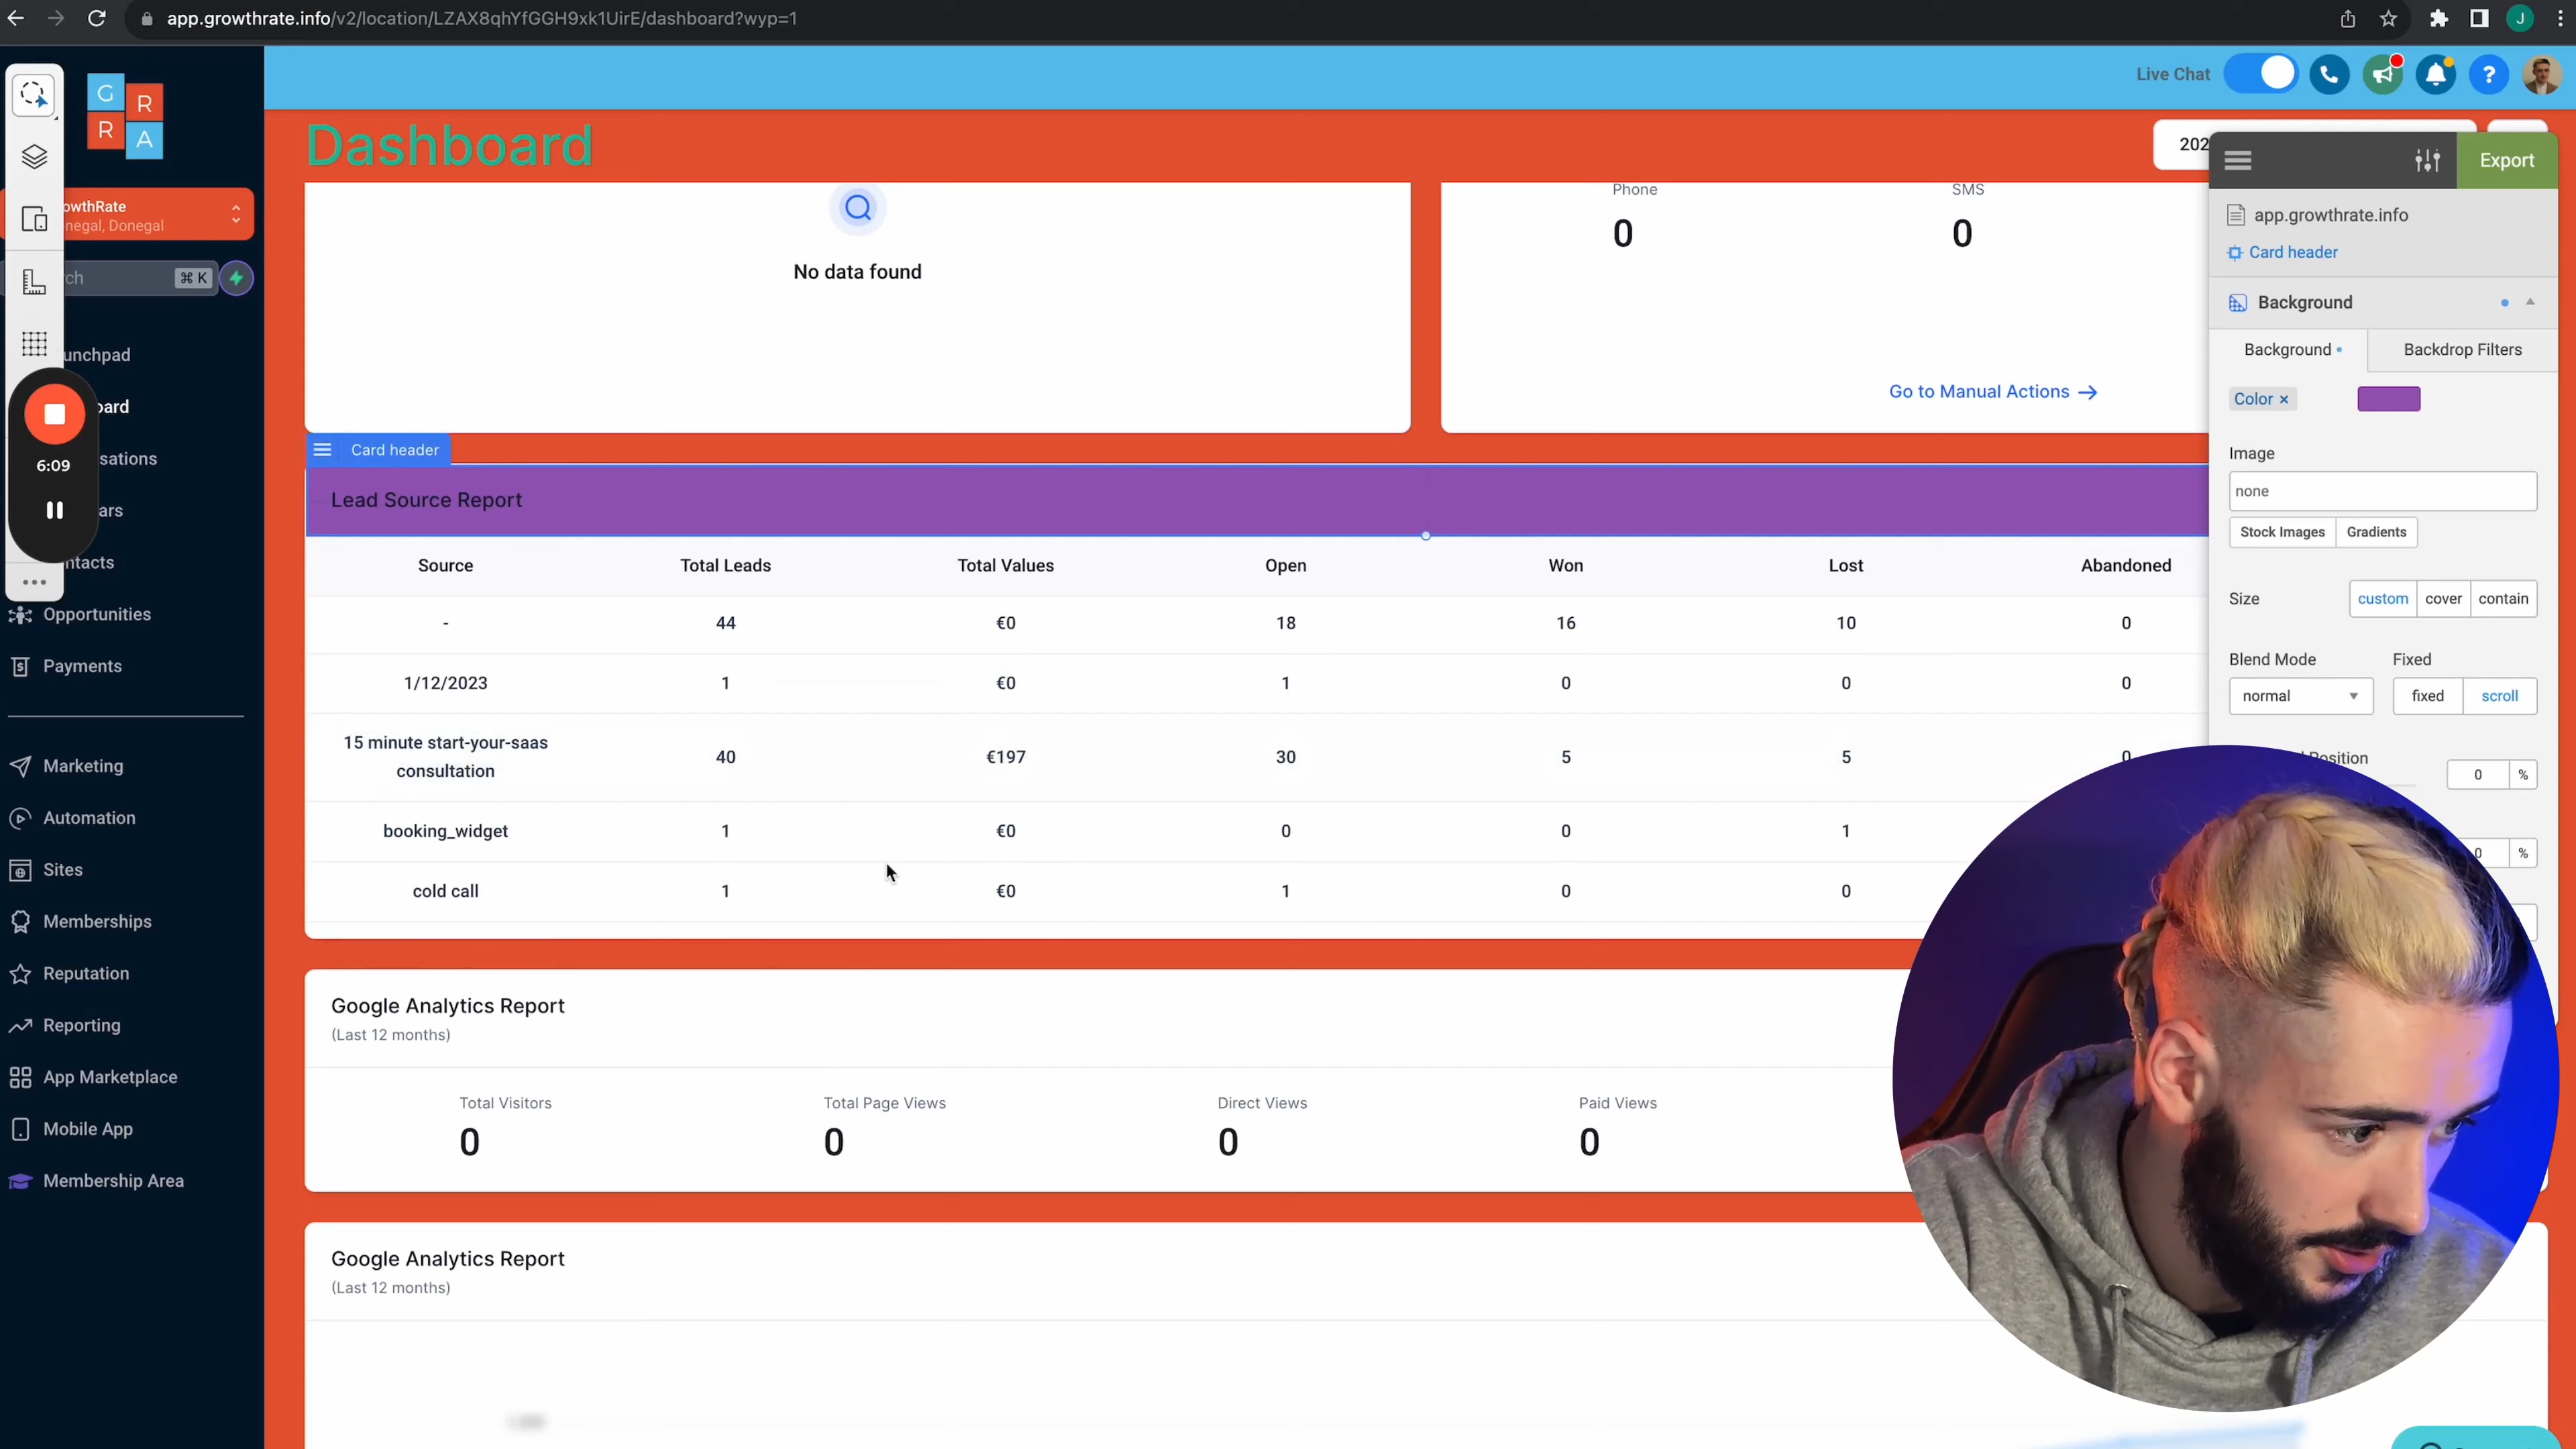 app.growthrate.info/v2/location/LZAX8qhYfGGH9xk1UirE/dashboard?wyp=1
J
G
R
R
A
Live Chat
?
Dashboard
202
Export
owthRate
negal, Donegal
rch
⌘ K
unchpad
oard
sations
ars
ntacts
Opportunities
Payments
Marketing
Automation
Sites
Memberships
Reputation
Reporting
App Marketplace
Mobile App
Membership Area
6:09
No data found
Phone
SMS
0
0
Go to Manual Actions →
Card header
Lead Source Report
Source Total Leads Total Values Open Won Lost Abandoned
- 44 €0 18 16 10 0
1/12/2023 1 €0 1 0 0 0
15 minute start-your-saas
consultation 40 €197 30 5 5 0
booking_widget 1 €0 0 0 1
cold call 1 €0 1 0 0
Google Analytics Report
(Last 12 months)
Total Visitors Total Page Views Direct Views Paid Views
0 0 0 0
Google Analytics Report
(Last 12 months)
app.growthrate.info
Card header
Background
Background
Backdrop Filters
Color ×
Image
none
Stock Images Gradients
Size custom cover contain
Blend Mode Fixed
normal fixed scroll
Position
0 %
0 %